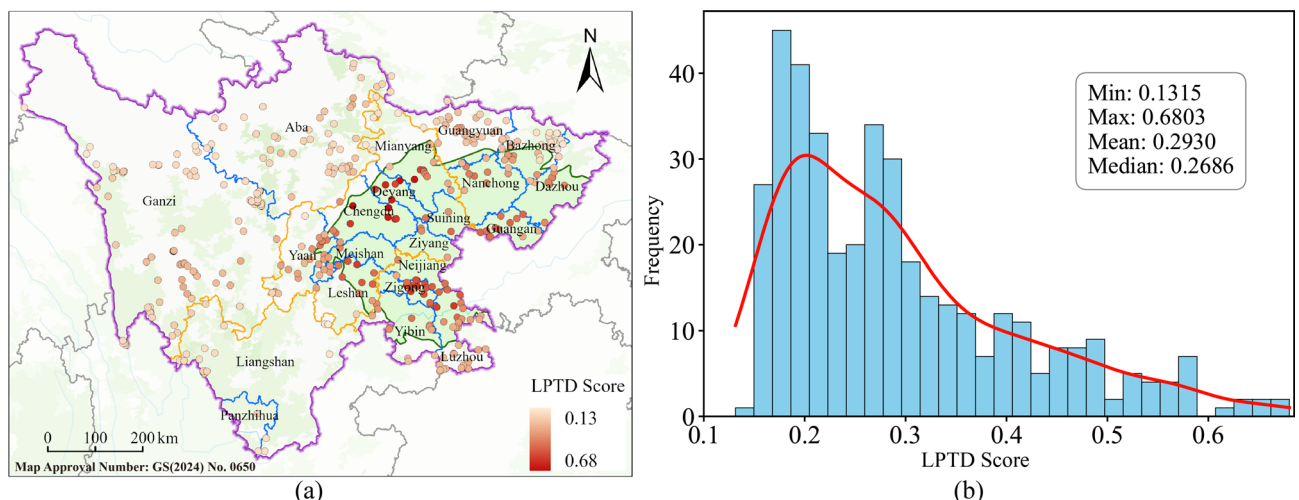 N
Aba
Guangyuan
Mianyang
Bazhong
Ganzi
Deyang
Nanchong
Dazhou
Chengdu
Suining
Guangan
Ziyang
Yaan
Meishan
Neijiang
Leshan
Zigong
Yibin
Liangshan
Luzhou
Panzhihua
LPTD Score
0.13
0.68
0 100 200 km
Map Approval Number: GS(2024) No. 0650
(a)
Frequency
40
30
20
10
0
Min: 0.1315
Max: 0.6803
Mean: 0.2930
Median: 0.2686
0.1 0.2 0.3 0.4 0.5 0.6
LPTD Score
(b)